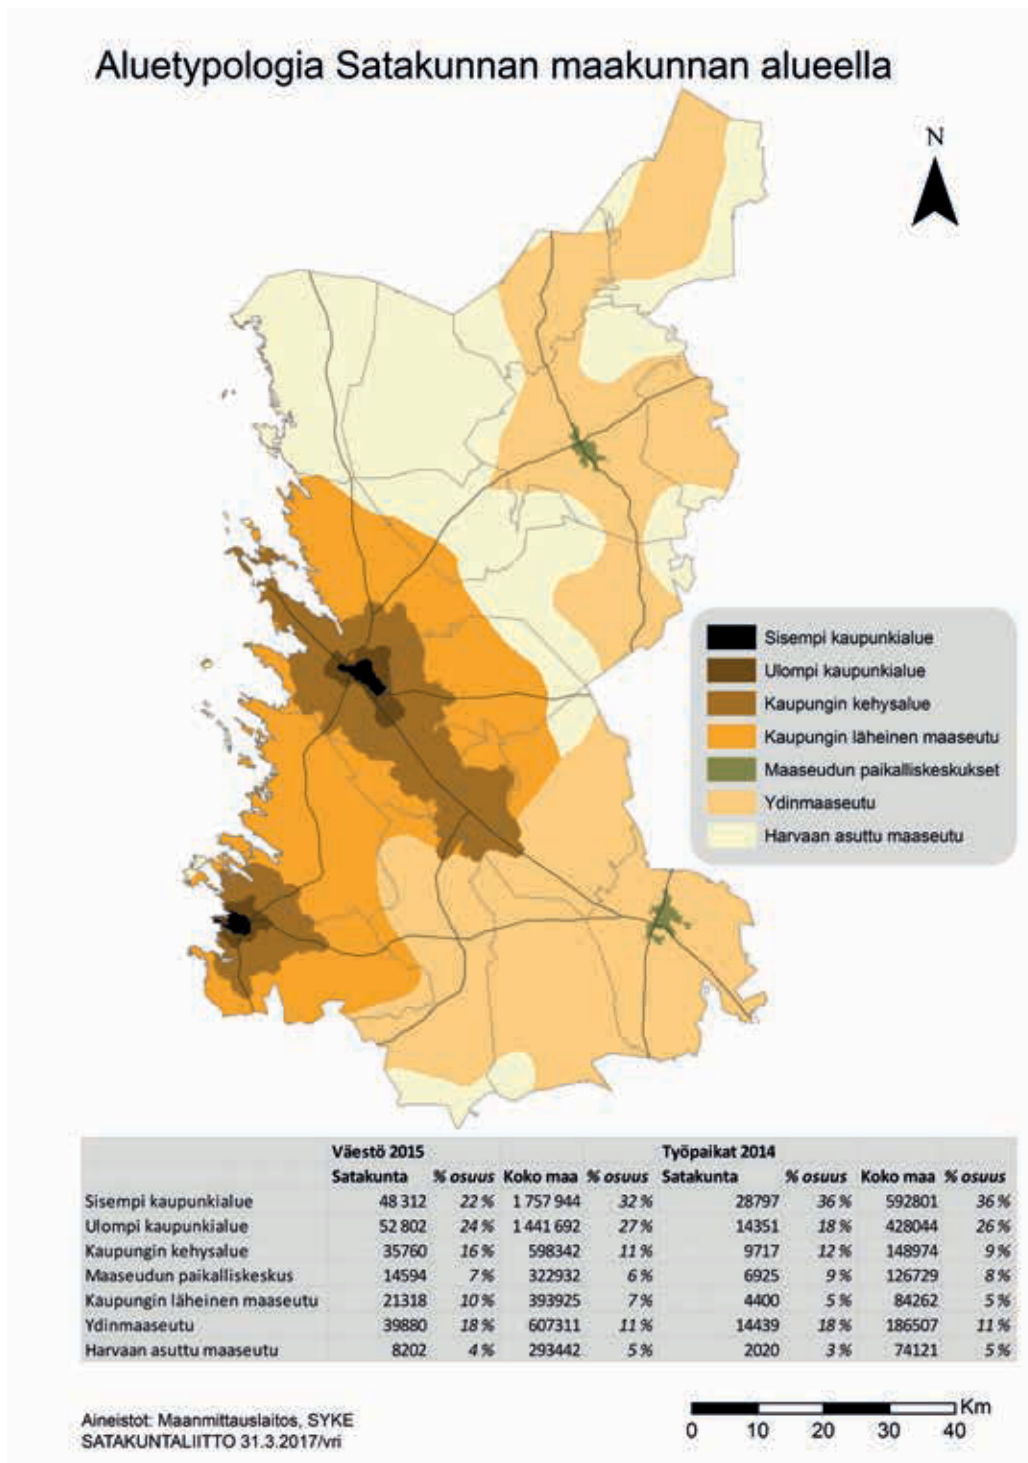 Aluetypologia Satakunnan maakunnan alueella
N
Sisempi kaupunkialue
Ulompi kaupunkialue
Kaupungin kehysalue
Kaupungin läheinen maaseutu
Maaseudun paikalliskeskukset
Ydinmaaseutu
Harvaan asuttu maaseutu
Väestö 2015 Työpaikat 2014
Satakunta % osuus Koko maa % osuus Satakunta % osuus Koko maa % osuus
Sisempi kaupunkialue 48 312 22 % 1 757 944 32 % 28797 36 % 592801 36 %
Ulompi kaupunkialue 52 802 24 % 1 441 692 27 % 14351 18 % 428044 26 %
Kaupungin kehysalue 35760 16 % 598342 11 % 9717 12 % 148974 9 %
Maaseudun paikalliskeskus 14594 7 % 322932 6 % 6925 9 % 126729 8 %
Kaupungin läheinen maaseutu 21318 10 % 393925 7 % 4400 5 % 84262 5 %
Ydinmaaseutu 39880 18 % 607311 11 % 14439 18 % 186507 11 %
Harvaan asuttu maaseutu 8202 4 % 293442 5 % 2020 3 % 74121 5 %
Aineistot: Maanmittauslaitos, SYKE
SATAKUNTALIITTO 31.3.2017/vri
Km
0 10 20 30 40